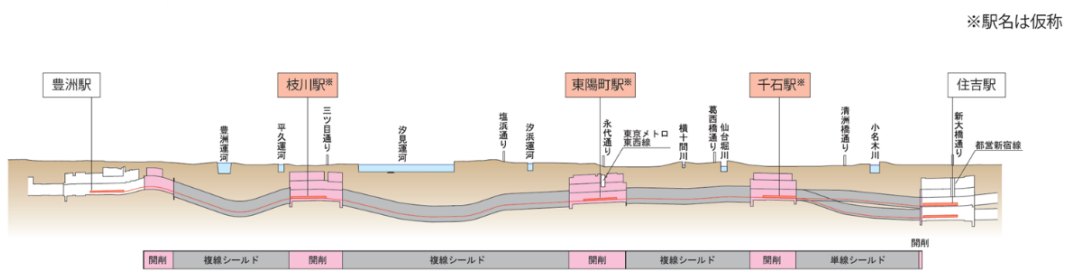 ※駅名は仮称
豊洲駅
枝川駅※
東陽町駅※
千石駅※
住吉駅
豊洲運河
平久運河
三ツ目通り
汐見運河
塩浜通り
汐浜運河
永代通り
東京メトロ
東西線
横十間川
葛西橋通り
仙台堀川
清洲橋通り
小名木川
新大橋通り
都営新宿線
開削
開削
複線シールド
開削
複線シールド
開削
複線シールド
開削
単線シールド